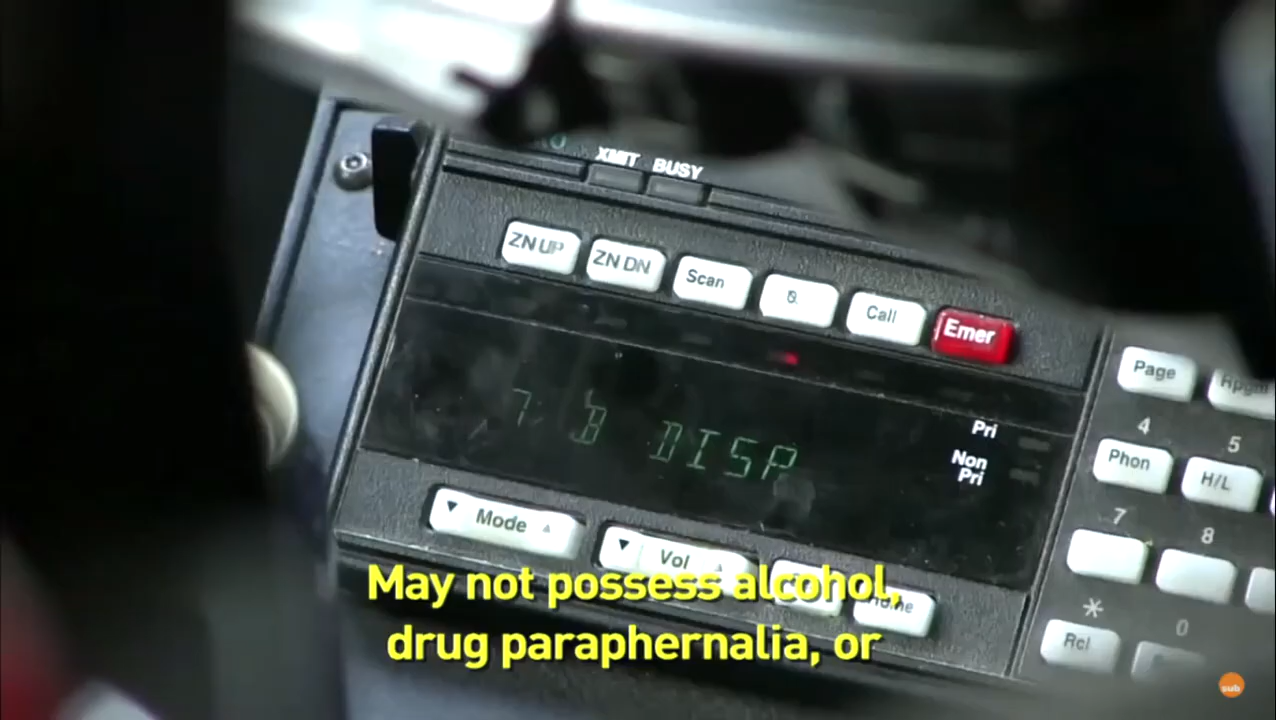 XMIT BUSY
ZN UP ZN DN Scan Call Emer
Page
7 B DISP
Pri
Non
Pri
4 5
Phon H/L
Mode Vol
7 8
* 0
Rcl
May not possess alcohol,
drug paraphernalia, or
sub